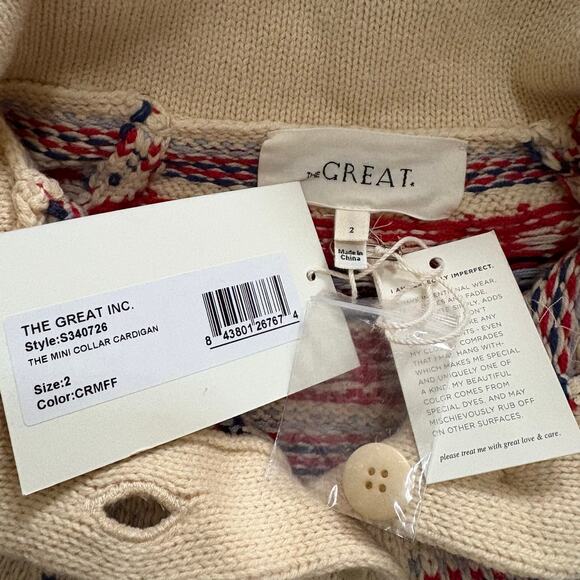 THE GREAT.
2
Made in
China
THE GREAT INC.
Style:S340726
THE MINI COLLAR CARDIGAN
Size:2
Color:CRMFF
8 43801 26767 4
IMPERFECT.
WEAR,
FADE.
ADDS
ANY
MY COMRADES
THAT I MAY HANG WITH-
WHICH MAKES ME SPECIAL
AND UNIQUELY ONE OF
A KIND. MY BEAUTIFUL
COLOR COMES FROM
SPECIAL DYES, AND MAY
MISCHIEVOUSLY RUB OFF
ON OTHER SURFACES.
please treat me with great love & care.